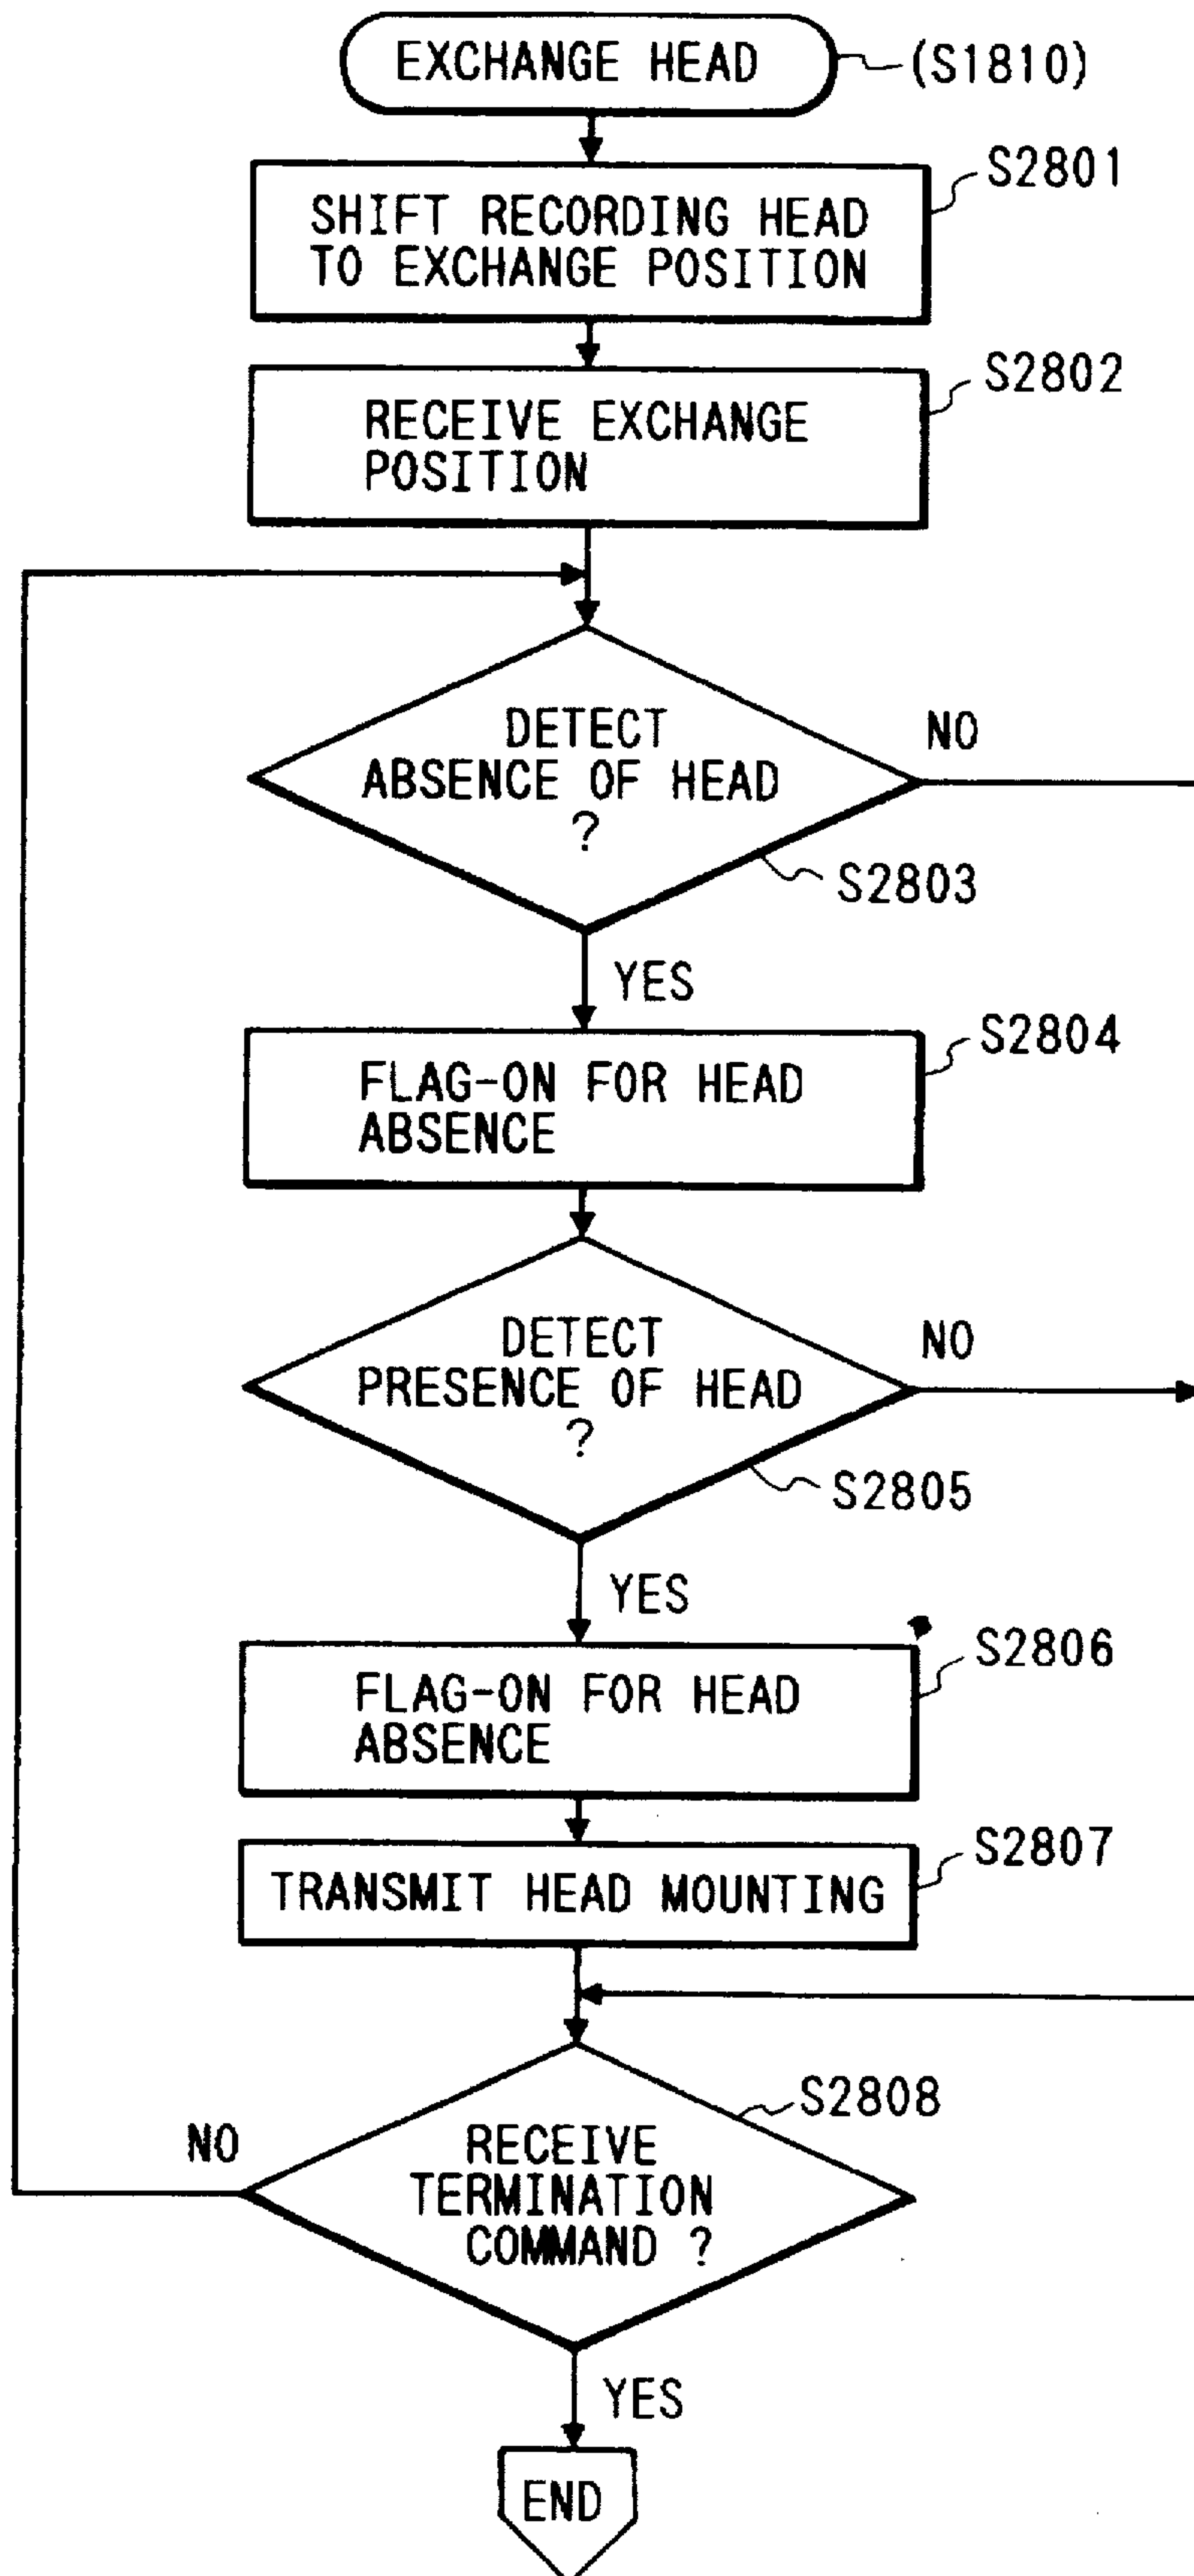 EXCHANGE HEAD
(S1810)
S2801
SHIFT RECORDING HEAD
TO EXCHANGE POSITION
S2802
RECEIVE EXCHANGE
POSITION
DETECT
ABSENCE OF HEAD
?
NO
S2803
YES
S2804
FLAG-ON FOR HEAD
ABSENCE
DETECT
PRESENCE OF HEAD
?
NO
S2805
YES
S2806
FLAG-ON FOR HEAD
ABSENCE
S2807
TRANSMIT HEAD MOUNTING
S2808
NO
RECEIVE
TERMINATION
COMMAND ?
YES
END